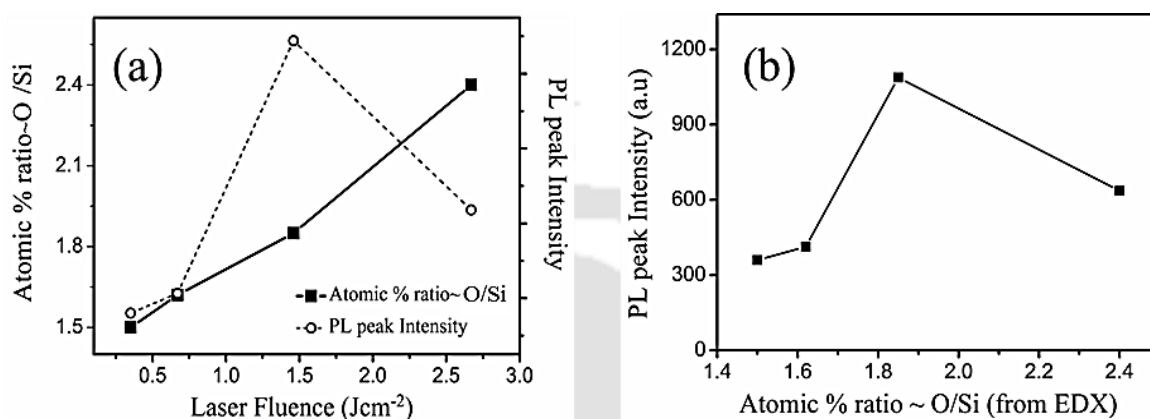 (a)
Atomic % ratio~O /Si
2.4
2.1
1.8
1.5
PL peak Intensity
Atomic % ratio~ O/Si
PL peak Intensity
0.5 1.0 1.5 2.0 2.5 3.0
Laser Fluence (Jcm⁻²)
(b)
PL peak Intensity (a.u)
1200
900
600
300
0
1.4 1.6 1.8 2.0 2.2 2.4
Atomic % ratio ~ O/Si (from EDX)